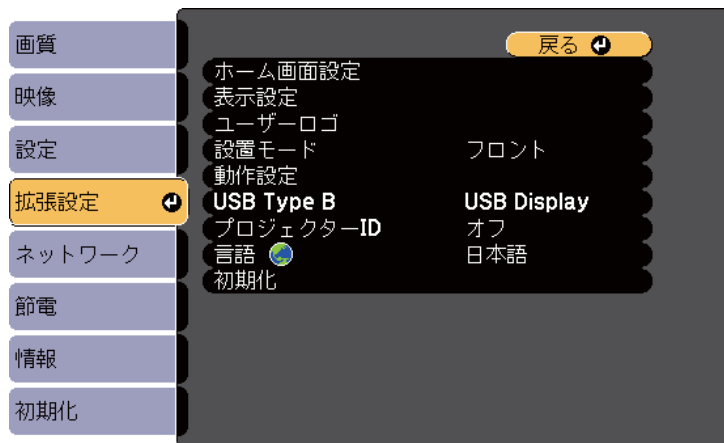 画質
映像
設定
拡張設定
ネットワーク
節電
情報
初期化
戻る
ホーム画面設定
表示設定
ユーザーロゴ
設置モード フロント
動作設定
USB Type B USB Display
プロジェクターID オフ
言語 日本語
初期化